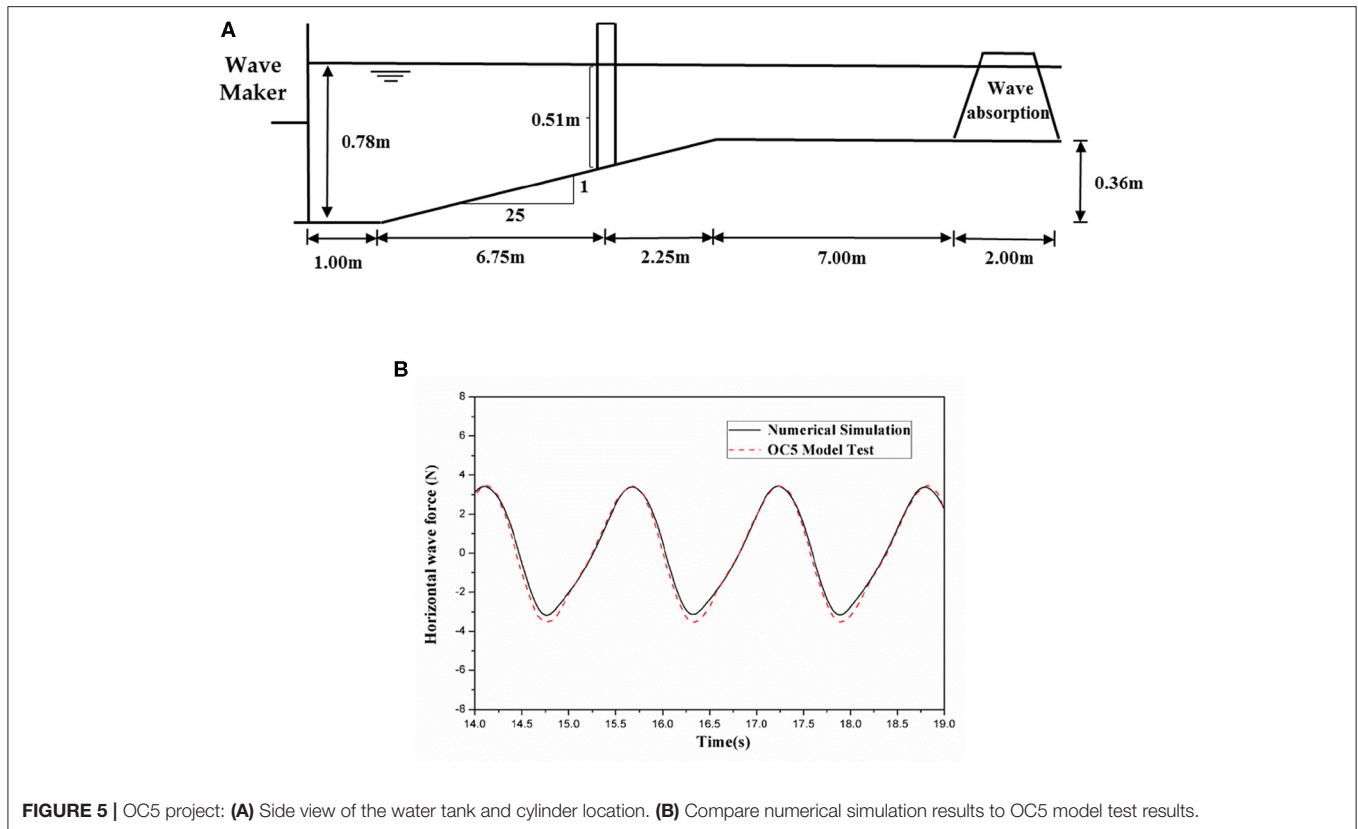 A
Wave
Maker
0.78m
0.51m
1
25
Wave
absorption
0.36m
1.00m
6.75m
2.25m
7.00m
2.00m
B
Horizontal wave force (N)
8
6
4
2
0
-2
-4
-6
-8
Numerical Simulation
OC5 Model Test
14.0 14.5 15.0 15.5 16.0 16.5 17.0 17.5 18.0 18.5 19.0
Time(s)
FIGURE 5 | OC5 project: (A) Side view of the water tank and cylinder location. (B) Compare numerical simulation results to OC5 model test results.